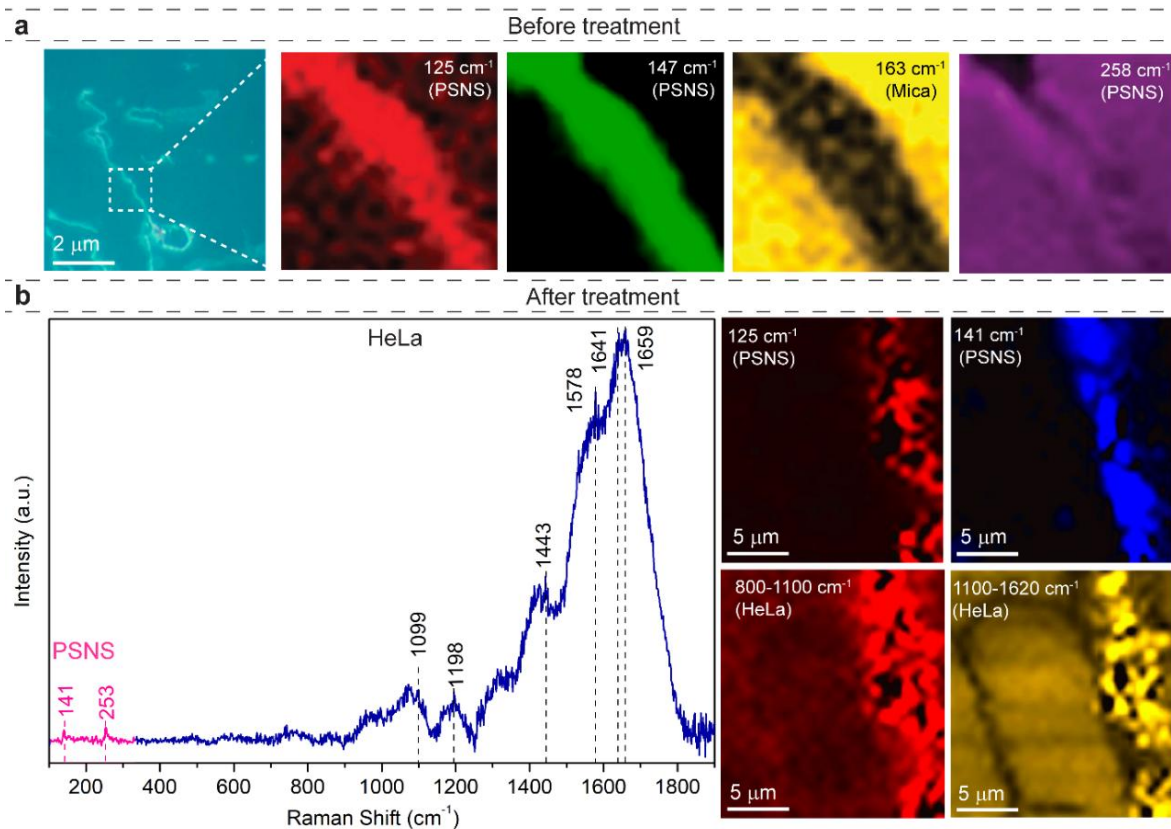 a
Before treatment
2 μm
125 cm⁻¹
(PSNS)
147 cm⁻¹
(PSNS)
163 cm⁻¹
(Mica)
258 cm⁻¹
(PSNS)
b
After treatment
HeLa
Intensity (a.u.)
PSNS
141
253
1099
1198
1443
1578
1641
1659
200 400 600 800 1000 1200 1400 1600 1800
Raman Shift (cm⁻¹)
125 cm⁻¹
(PSNS)
5 μm
141 cm⁻¹
(PSNS)
5 μm
800-1100 cm⁻¹
(HeLa)
5 μm
1100-1620 cm⁻¹
(HeLa)
5 μm